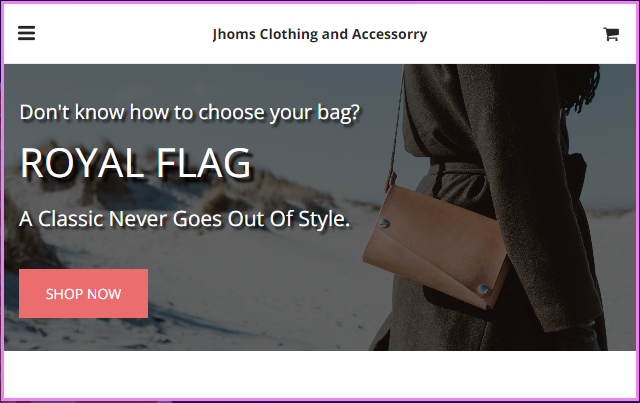 Jhoms Clothing and Accessorry
Don't know how to choose your bag?
ROYAL FLAG
A Classic Never Goes Out Of Style.
SHOP NOW